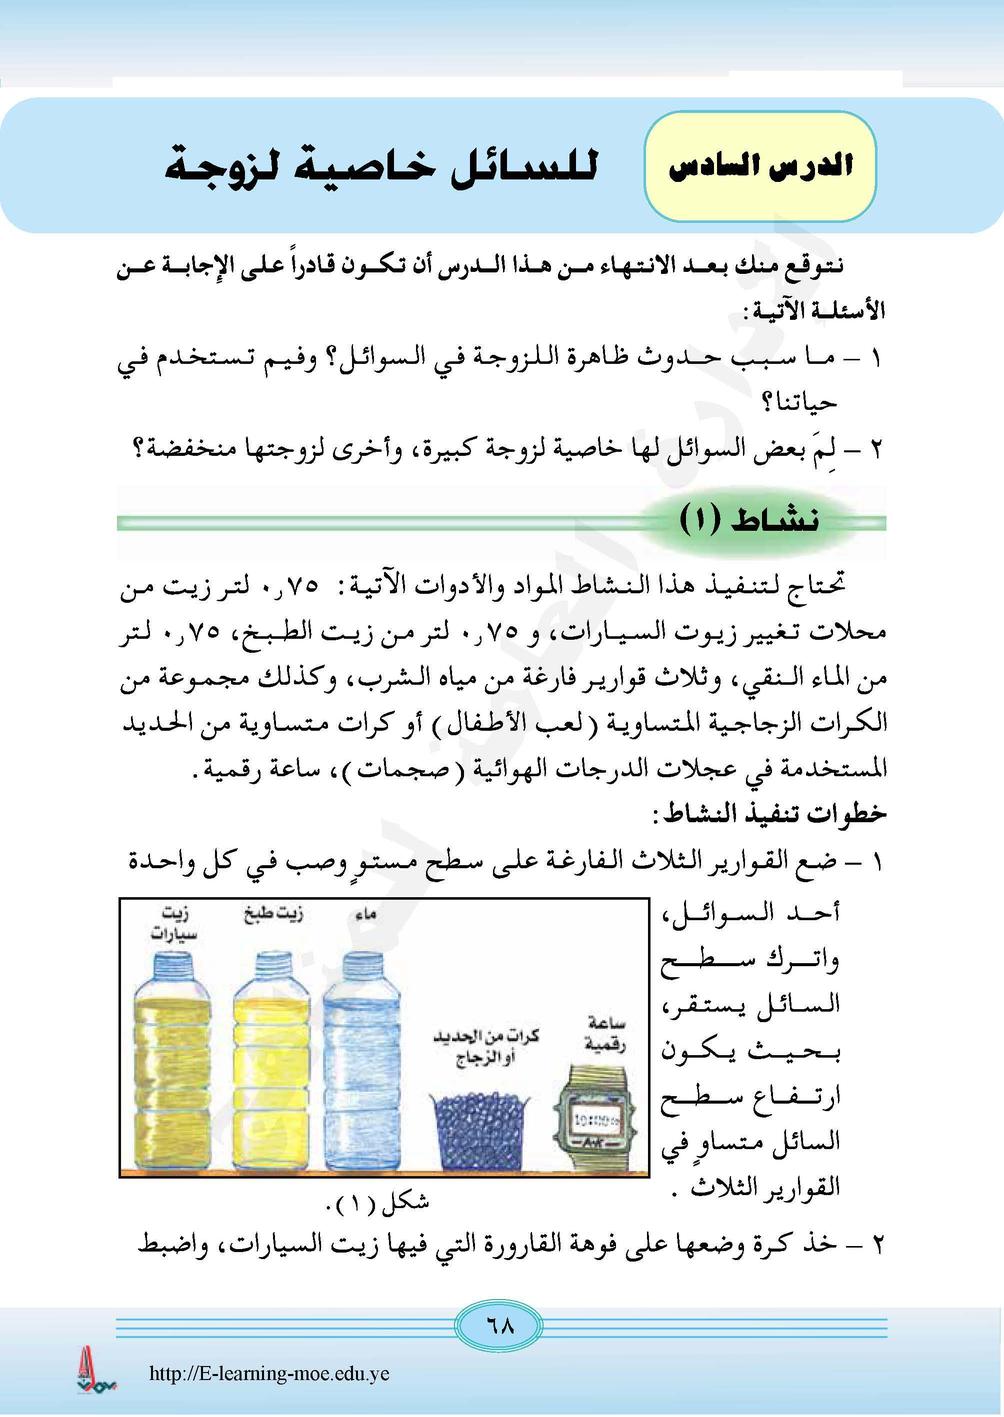 الدرس السادس
للسائل خاصية لزوجة
نتوقع منك بعد الانتهاء من هذا الدرس أن تكون قادراً على الإجابة عن
الأسئلة الآتية:
١ – ما سبب حدوث ظاهرة اللزوجة في السوائل؟ وفيم تستخدم في
حياتنا؟
٢ – لِمَ بعض السوائل لها خاصية لزوجة كبيرة، وأخرى لزوجتها منخفضة؟
نشاط (١)
تحتاج لتنفيذ هذا النشاط المواد والأدوات الآتية: ٠٫٧٥ لتر زيت من
محلات تغيير زيوت السيارات، و ٠٫٧٥ لتر من زيت الطبخ، ٠٫٧٥ لتر
من الماء النقي، وثلاث قوارير فارغة من مياه الشرب، وكذلك مجموعة من
الكرات الزجاجية المتساوية (لعب الأطفال) أو كرات متساوية من الحديد
المستخدمة في عجلات الدرجات الهوائية (صجمات)، ساعة رقمية.
خطوات تنفيذ النشاط:
١ – ضع القوارير الثلاث الفارغة على سطح مستوٍ وصب في كل واحدة
أحد السوائل،
واترك سطح
السائل يستقر،
بحيث يكون
ارتفاع سطح
السائل متساوٍ في
القوارير الثلاث .
ماء
زيت طبخ
زيت
سيارات
ساعة
رقمية
كرات من الحديد
أو الزجاج
10:00
شكل (١).
٢ – خذ كرة وضعها على فوهة القارورة التي فيها زيت السيارات، واضبط
٦٨
http://E-learning-moe.edu.ye